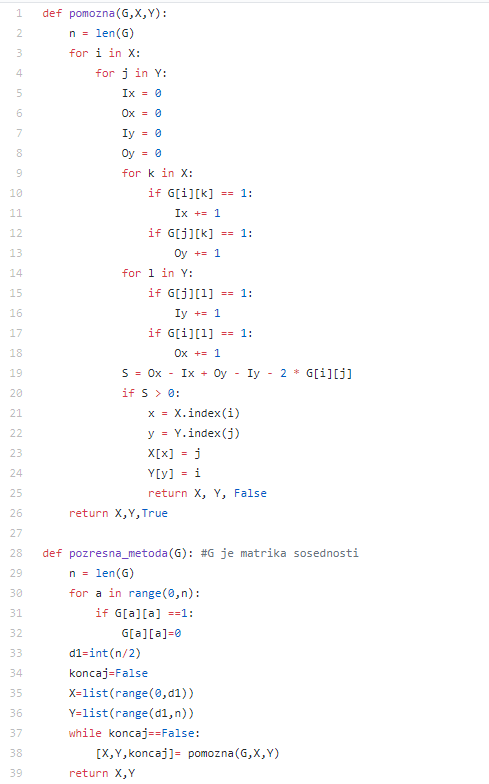 1 def pomozna(G,X,Y):
2     n = len(G)
3     for i in X:
4         for j in Y:
5             Ix = 0
6             Ox = 0
7             Iy = 0
8             Oy = 0
9             for k in X:
10                 if G[i][k] == 1:
11                     Ix += 1
12                 if G[j][k] == 1:
13                     Oy += 1
14             for l in Y:
15                 if G[j][l] == 1:
16                     Iy += 1
17                 if G[i][l] == 1:
18                     Ox += 1
19             S = Ox - Ix + Oy - Iy - 2 * G[i][j]
20             if S > 0:
21                 x = X.index(i)
22                 y = Y.index(j)
23                 X[x] = j
24                 Y[y] = i
25                 return X, Y, False
26     return X,Y,True
27
28 def pozresna_metoda(G): #G je matrika sosednosti
29     n = len(G)
30     for a in range(0,n):
31         if G[a][a] ==1:
32             G[a][a]=0
33     d1=int(n/2)
34     koncaj=False
35     X=list(range(0,d1))
36     Y=list(range(d1,n))
37     while koncaj==False:
38         [X,Y,koncaj]= pomozna(G,X,Y)
39     return X,Y